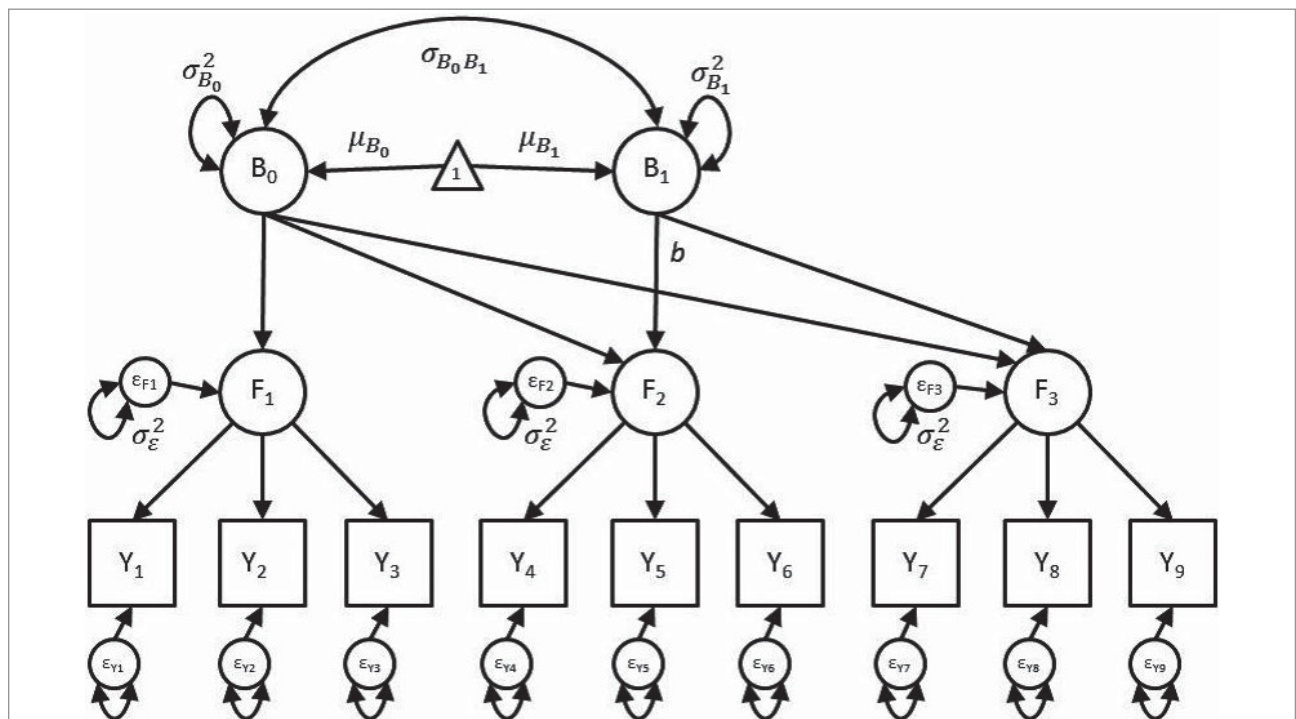 σ_{B₀B₁}
σ²_{B₀}
σ²_{B₁}
μ_{B₀} μ_{B₁}
B₀ 1 B₁
b
ε_{F1} F₁ ε_{F2} F₂ ε_{F3} F₃
σ²_ε σ²_ε σ²_ε
Y₁ Y₂ Y₃ Y₄ Y₅ Y₆ Y₇ Y₈ Y₉
ε_{Y1} ε_{Y2} ε_{Y3} ε_{Y4} ε_{Y5} ε_{Y6} ε_{Y7} ε_{Y8} ε_{Y9}